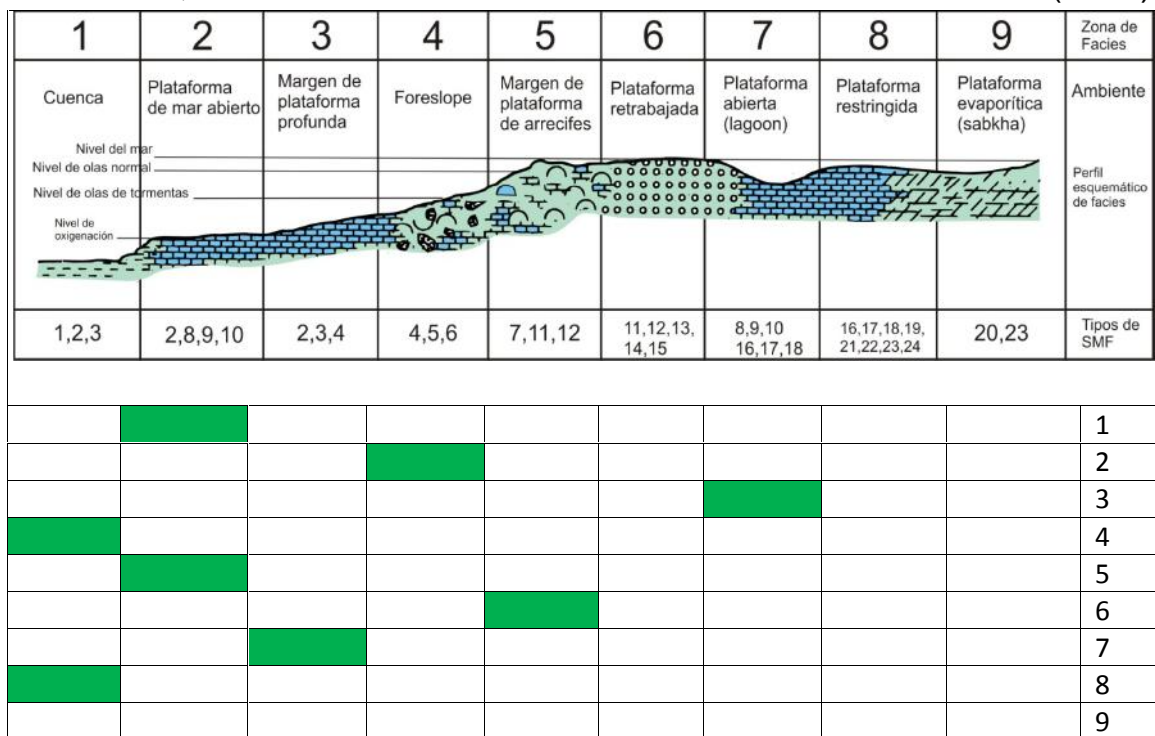 1 2 3 4 5 6 7 8 9 Zona de
Facies
Cuenca
Plataforma
de mar abierto
Margen de
plataforma
profunda
Foreslope
Margen de
plataforma
de arrecifes
Plataforma
retrabajada
Plataforma
abierta
(lagoon)
Plataforma
restringida
Plataforma
evaporítica
(sabkha)
Ambiente
Nivel del mar
Nivel de olas normal
Nivel de olas de tormentas
Nivel de
oxigenación
Perfil
esquemático
de facies
1,2,3
2,8,9,10
2,3,4
4,5,6
7,11,12
11,12,13,
14,15
8,9,10
16,17,18
16,17,18,19,
21,22,23,24
20,23
Tipos de
SMF
1
2
3
4
5
6
7
8
9